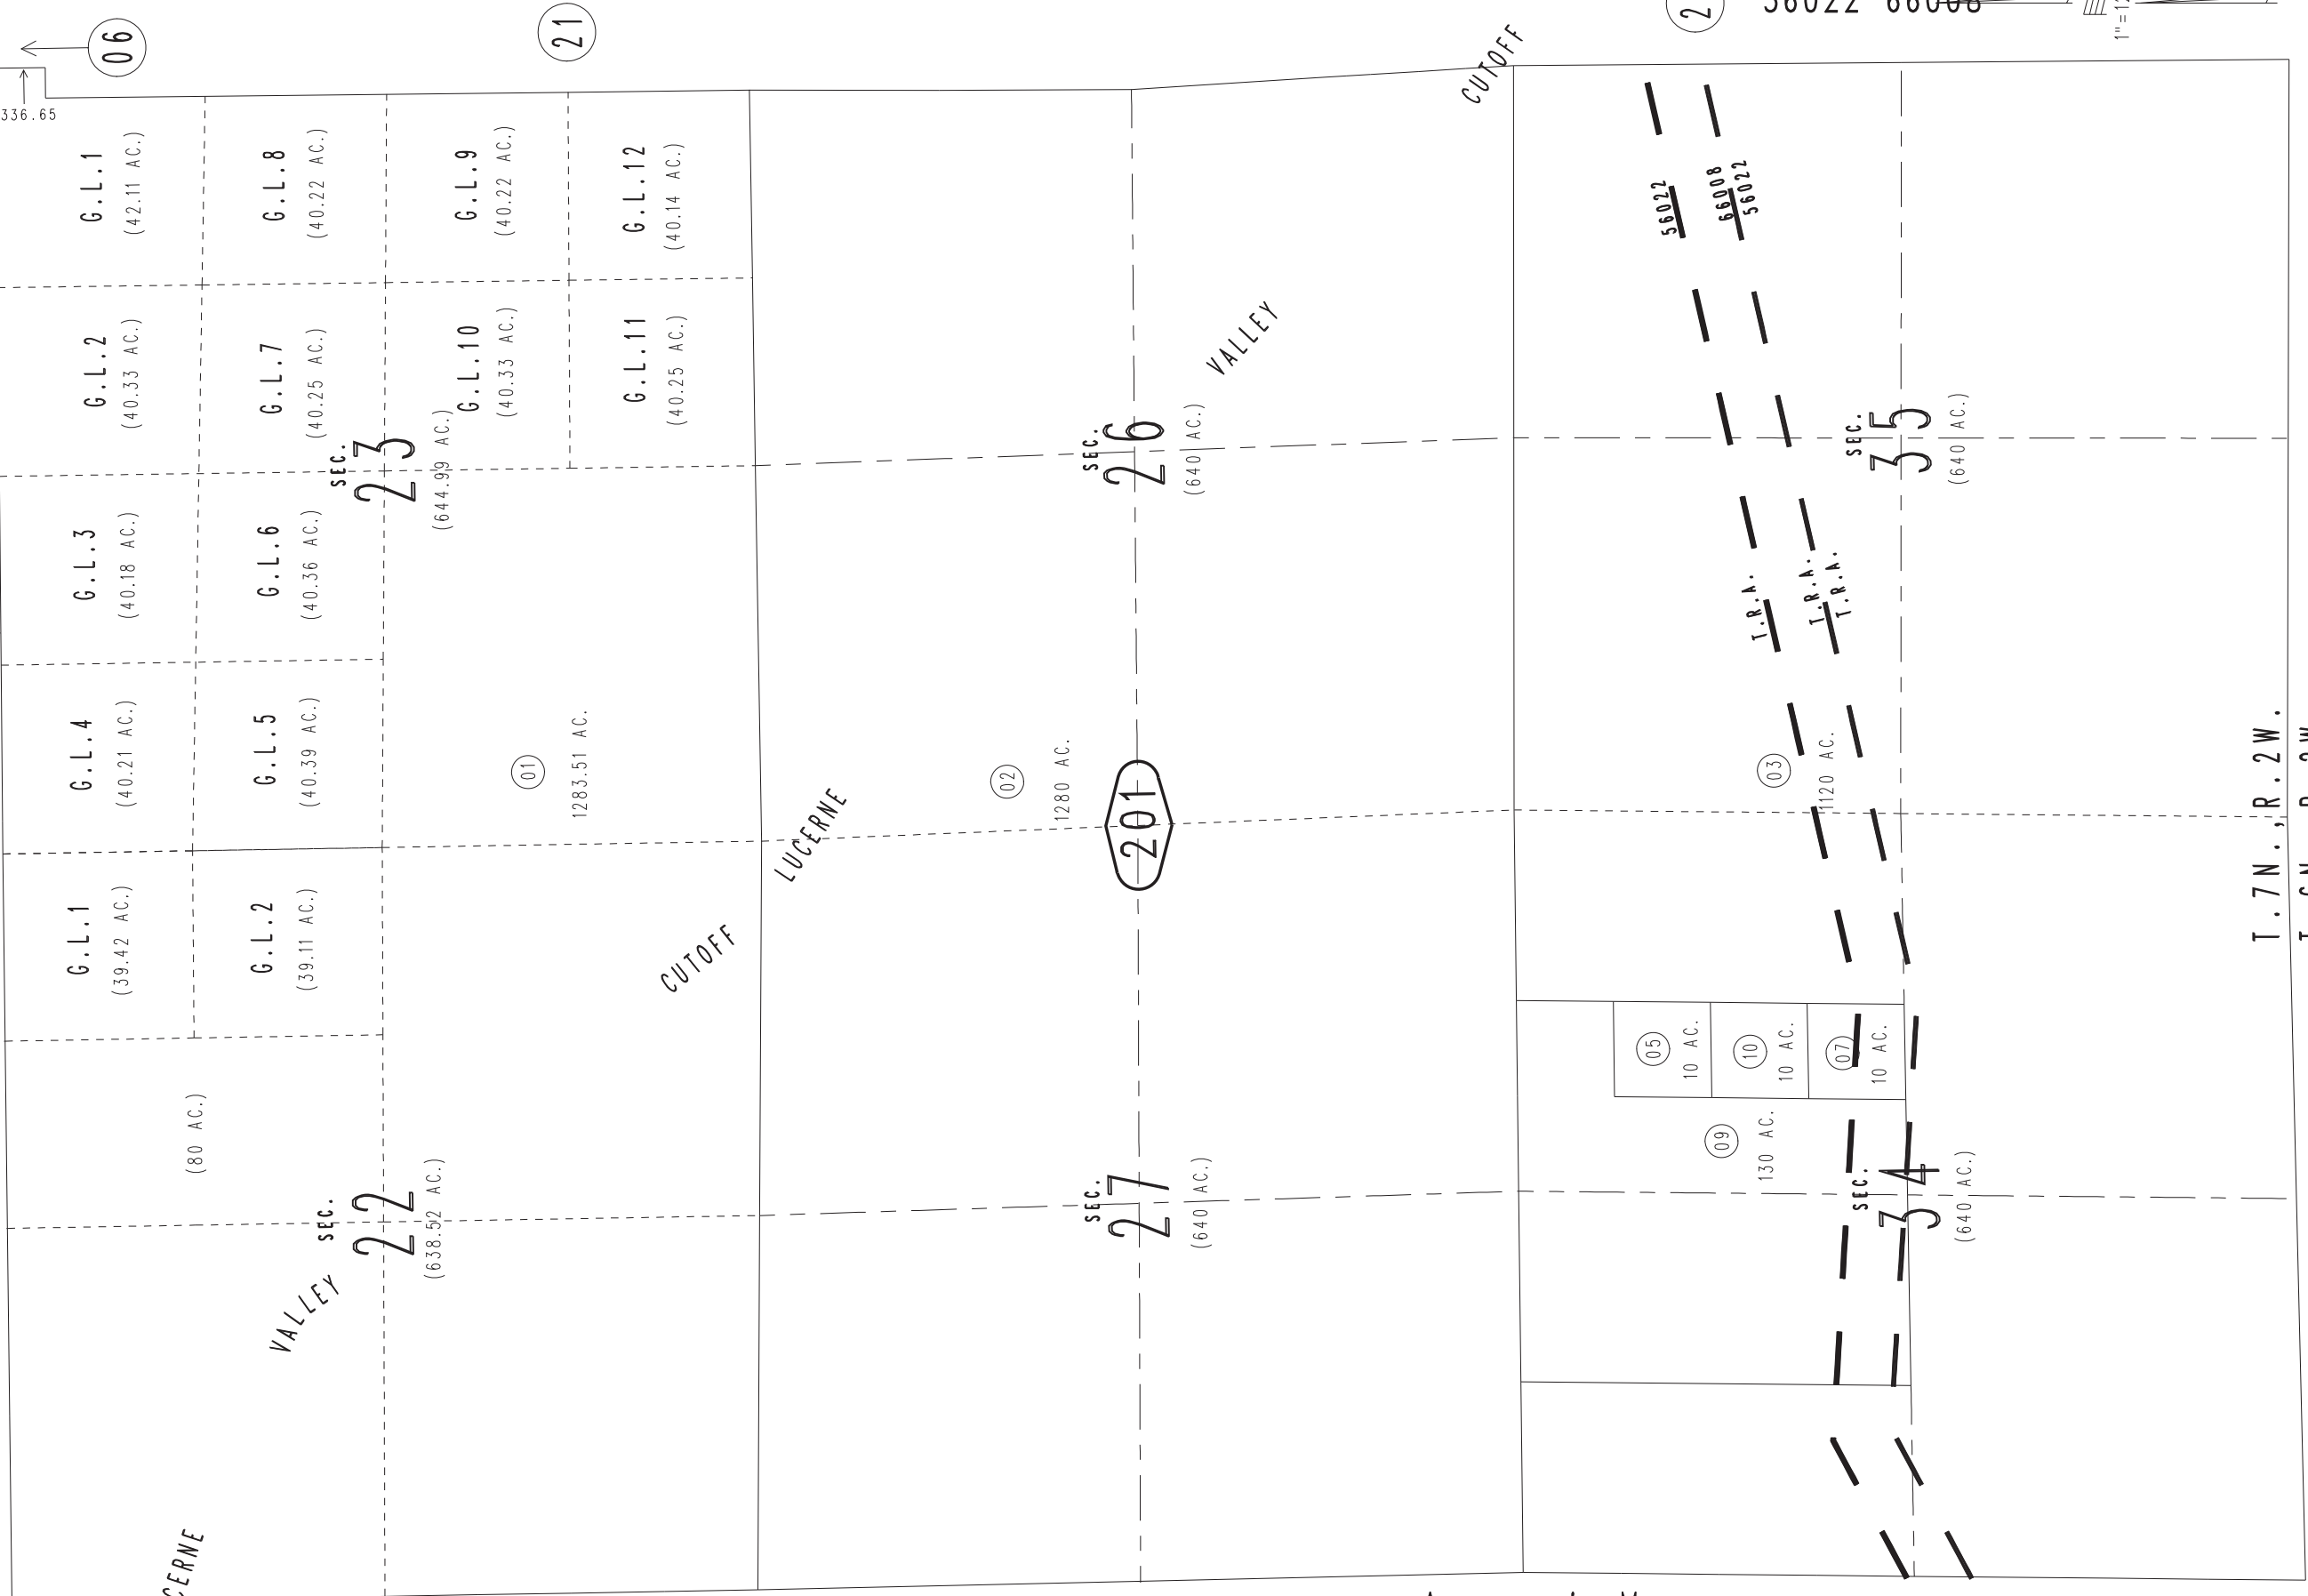 06
21
2
56022 66008
336.65
G.L.1
(42.11 AC.)
G.L.8
(40.22 AC.)
G.L.9
(40.22 AC.)
G.L.12
(40.14 AC.)
G.L.2
(40.33 AC.)
G.L.7
(40.25 AC.)
G.L.10
(40.33 AC.)
G.L.11
(40.25 AC.)
SEC.
23
(644.99 AC.)
G.L.3
(40.18 AC.)
G.L.6
(40.36 AC.)
G.L.4
(40.21 AC.)
G.L.5
(40.39 AC.)
01
1283.51 AC.
G.L.1
(39.42 AC.)
G.L.2
(39.11 AC.)
(80 AC.)
SEC.
22
(638.52 AC.)
VALLEY
CUTOFF
LUCERNE
VALLEY
CUTOFF
SEC.
26
(640 AC.)
02
1280 AC.
201
SEC.
27
(640 AC.)
56022
66008
56022
T.R.A.
T.R.A.
T.R.A.
SEC.
35
(640 AC.)
03
1120 AC.
05
10 AC.
10
10 AC.
07
10 AC.
09
130 AC.
SEC.
34
(640 AC.)
T.7N.,R.2W.